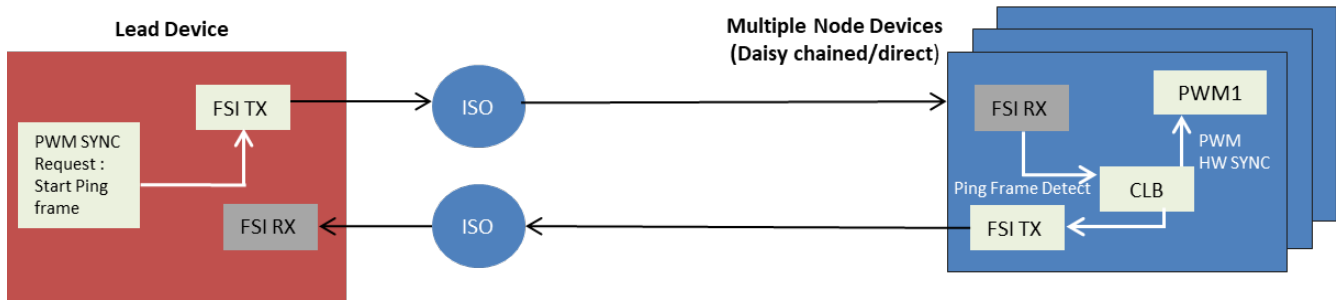 Lead Device
Multiple Node Devices
(Daisy chained/direct)
FSI TX
ISO
FSI RX
PWM1
PWM SYNC
Request :
Start Ping
frame
PWM
HW SYNC
Ping Frame Detect
CLB
FSI RX
ISO
FSI TX